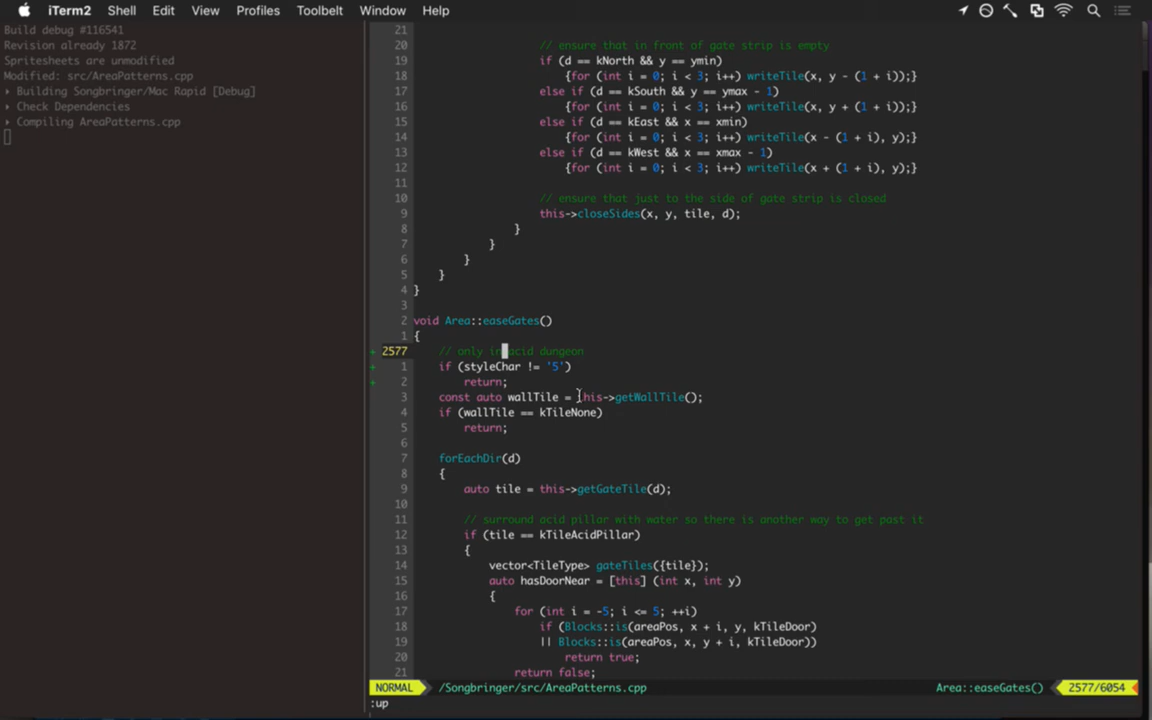 iTerm2 Shell Edit View Profiles Toolbelt Window Help
Build debug #116541
Revision already 1872
Spritesheets are unmodified
Modified: src/AreaPatterns.cpp
▸ Building Songbringer/Mac Rapid [Debug]
▸ Check Dependencies
▸ Compiling AreaPatterns.cpp
21
20 // ensure that in front of gate strip is empty
19 if (d == kNorth && y == ymin)
18 {for (int i = 0; i < 3; i++) writeTile(x, y - (1 + i));}
17 else if (d == kSouth && y == ymax - 1)
16 {for (int i = 0; i < 3; i++) writeTile(x, y + (1 + i));}
15 else if (d == kEast && x == xmin)
14 {for (int i = 0; i < 3; i++) writeTile(x - (1 + i), y);}
13 else if (d == kWest && x == xmax - 1)
12 {for (int i = 0; i < 3; i++) writeTile(x + (1 + i), y);}
11
10 // ensure that just to the side of gate strip is closed
9 this->closeSides(x, y, tile, d);
8 }
7 }
6 }
5 }
4 }
3
2 void Area::easeGates()
1 {
+ 2577 // only in acid dungeon
+ 1 if (styleChar != '5')
+ 2 return;
3 const auto wallTile = this->getWallTile();
4 if (wallTile == kTileNone)
5 return;
6
7 forEachDir(d)
8 {
9 auto tile = this->getGateTile(d);
10
11 // surround acid pillar with water so there is another way to get past it
12 if (tile == kTileAcidPillar)
13 {
14 vector<TileType> gateTiles({tile});
15 auto hasDoorNear = [this] (int x, int y)
16 {
17 for (int i = -5; i <= 5; ++i)
18 if (Blocks::is(areaPos, x + i, y, kTileDoor)
19 || Blocks::is(areaPos, x, y + i, kTileDoor))
20 return true;
21 return false;
NORMAL /Songbringer/src/AreaPatterns.cpp Area::easeGates() 2577/6054
:up